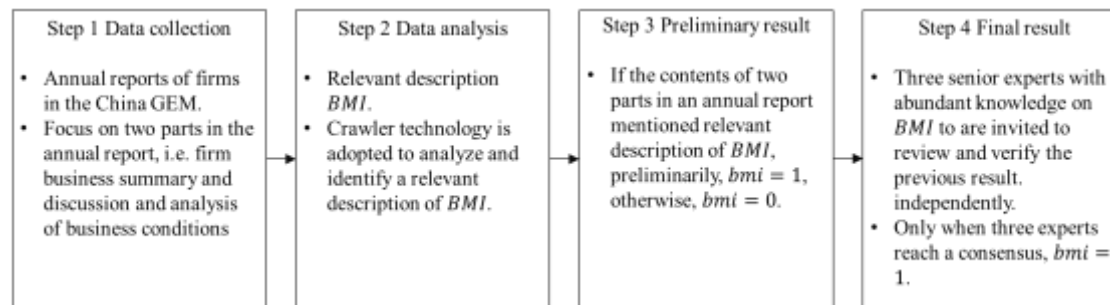 Step 1 Data collection
• Annual reports of firms
in the China GEM.
• Focus on two parts in the
annual report, i.e. firm
business summary and
discussion and analysis
of business conditions
Step 2 Data analysis
• Relevant description
BMI.
• Crawler technology is
adopted to analyze and
identify a relevant
description of BMI.
Step 3 Preliminary result
• If the contents of two
parts in an annual report
mentioned relevant
description of BMI,
preliminarily, bmi = 1,
otherwise, bmi = 0.
Step 4 Final result
• Three senior experts with
abundant knowledge on
BMI to are invited to
review and verify the
previous result.
independently.
• Only when three experts
reach a consensus, bmi =
1.